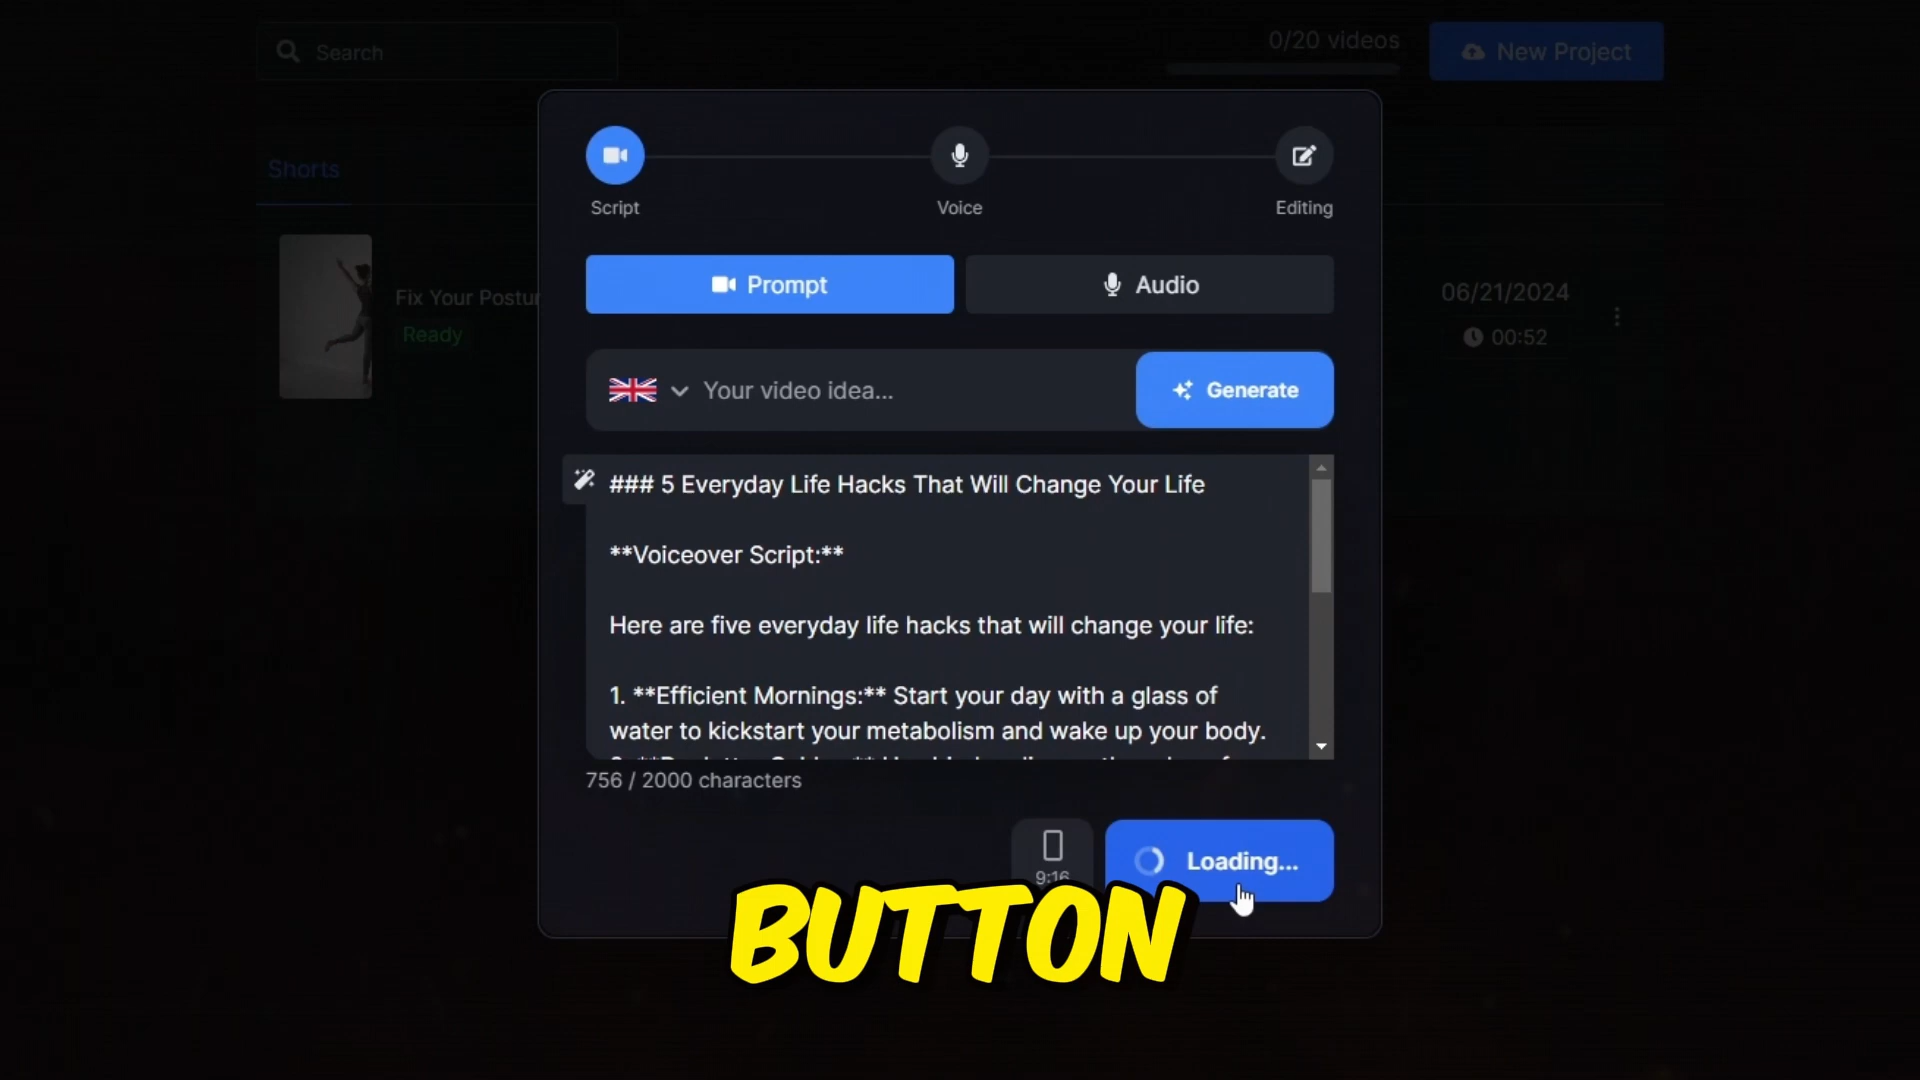 Search
0/20 videos
New Project
Shorts
Script
Voice
Editing
Prompt
Audio
Fix Your Postur
Ready
06/21/2024
00:52
Your video idea...
Generate
### 5 Everyday Life Hacks That Will Change Your Life
**Voiceover Script:**
Here are five everyday life hacks that will change your life:
1. **Efficient Mornings:** Start your day with a glass of
water to kickstart your metabolism and wake up your body.
756 / 2000 characters
9:16
Loading...
BUTTON